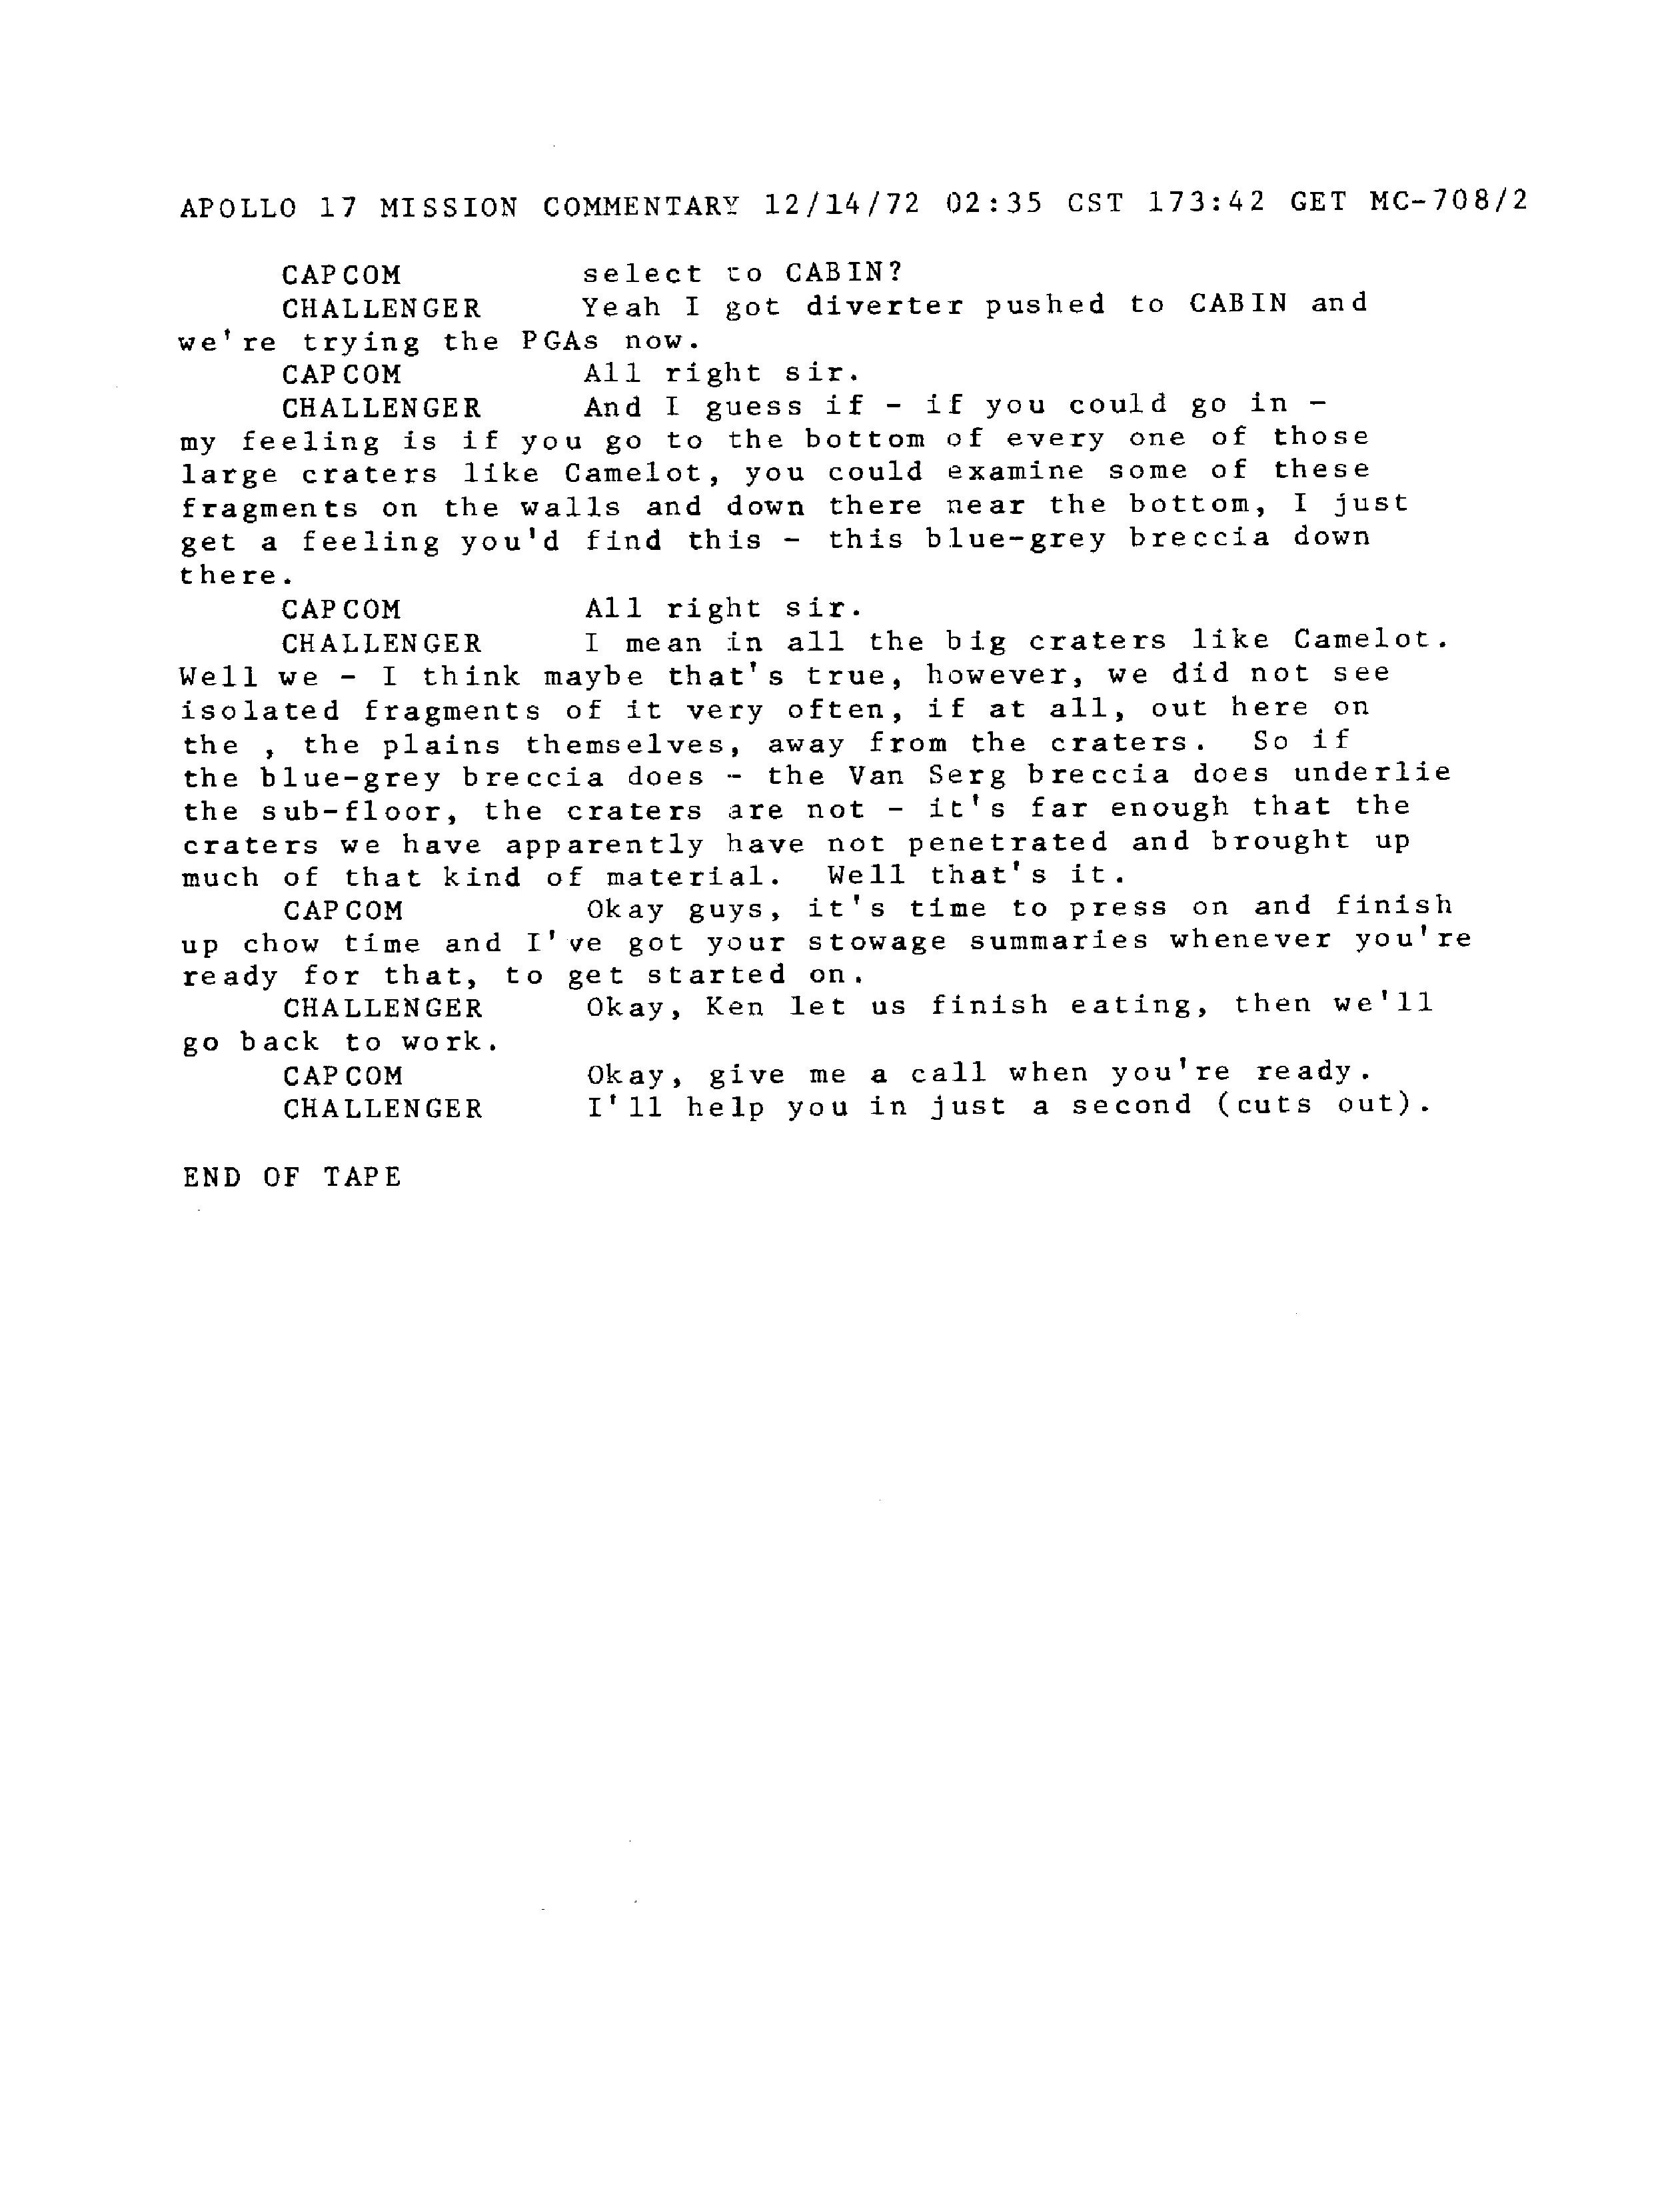 APOLLO 17 MISSION COMMENTARY 12/14/72 02:35 CST 173:42 GET MC-708/2
CAPCOM select to CABIN?
CHALLENGER Yeah I got diverter pushed to CABIN and
we're trying the PGAs now.
CAPCOM All right sir.
CHALLENGER And I guess if - if you could go in -
my feeling is if you go to the bottom of every one of those
large craters like Camelot, you could examine some of these
fragments on the walls and down there near the bottom, I just
get a feeling you'd find this - this blue-grey breccia down
there.
CAPCOM All right sir.
CHALLENGER I mean in all the big craters like Camelot.
Well we - I think maybe that's true, however, we did not see
isolated fragments of it very often, if at all, out here on
the , the plains themselves, away from the craters. So if
the blue-grey breccia does - the Van Serg breccia does underlie
the sub-floor, the craters are not - it's far enough that the
craters we have apparently have not penetrated and brought up
much of that kind of material. Well that's it.
CAPCOM Okay guys, it's time to press on and finish
up chow time and I've got your stowage summaries whenever you're
ready for that, to get started on.
CHALLENGER Okay, Ken let us finish eating, then we'll
go back to work.
CAPCOM Okay, give me a call when you're ready.
CHALLENGER I'll help you in just a second (cuts out).
END OF TAPE